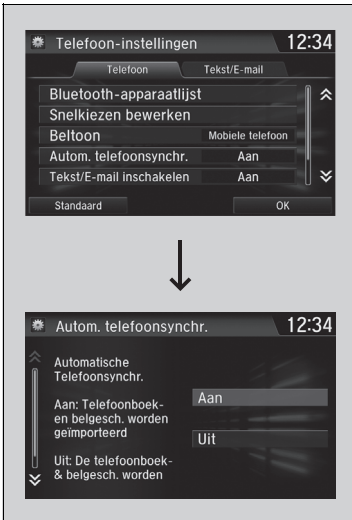 Telefoon-instellingen 12:34
Telefoon Tekst/E-mail
Bluetooth-apparaatlijst
Snelkiezen bewerken
Beltoon Mobiele telefoon
Autom. telefoonsynchr. Aan
Tekst/E-mail inschakelen Aan
Standaard OK
Autom. telefoonsynchr. 12:34
Automatische
Telefoonsynchr.
Aan: Telefoonboek-
en belgesch. worden
geïmporteerd
Uit: De telefoonboek-
& belgesch. worden
Aan
Uit